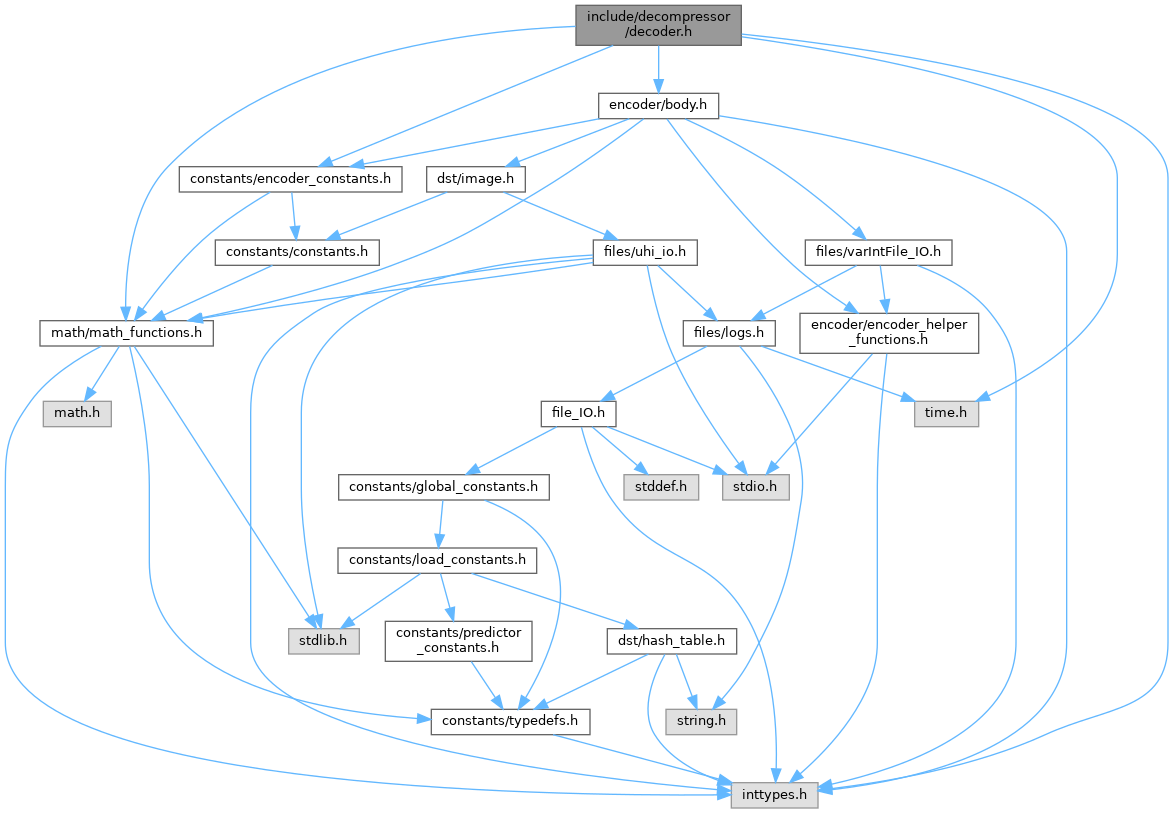 include/decompressor
/decoder.h
encoder/body.h
constants/encoder_constants.h
dst/image.h
constants/constants.h
files/uhi_io.h
files/varIntFile_IO.h
math/math_functions.h
files/logs.h
encoder/encoder_helper
_functions.h
math.h
file_IO.h
time.h
constants/global_constants.h
stddef.h
stdio.h
constants/load_constants.h
stdlib.h
constants/predictor
_constants.h
dst/hash_table.h
constants/typedefs.h
string.h
inttypes.h